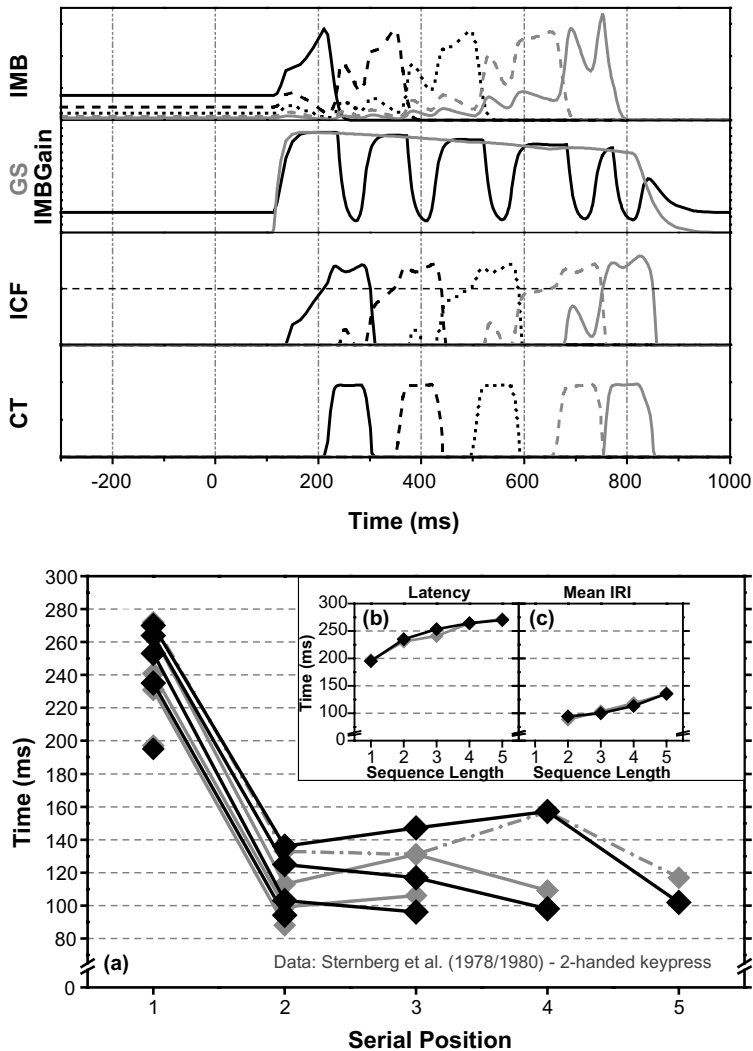 IMB
GS
IMBGain
ICF
CT
-200 0 200 400 600 800 1000
Time (ms)
300
280
260
240
220
200
180
160
140
120
100
80
0
Time (ms)
Latency
Mean IRI
300
250
200
150
100
0
Time (ms)
(b)
(c)
1 2 3 4 5
1 2 3 4 5
Sequence Length
Sequence Length
(a)
Data: Sternberg et al. (1978/1980) - 2-handed keypress
1 2 3 4 5
Serial Position